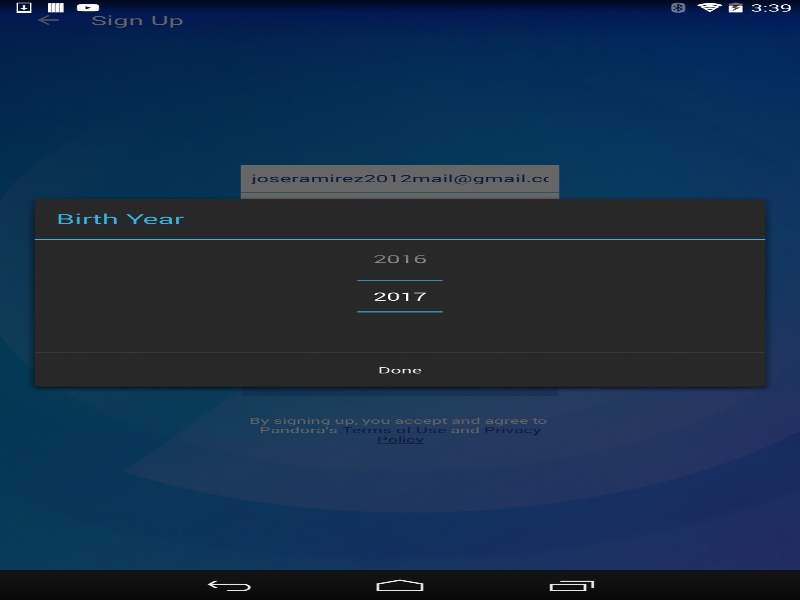 3:39
Sign Up
joseramirez2012mail@gmail.cc
Birth Year
2016
2017
Done
By signing up, you accept and agree to
Pandora's Terms of Use and Privacy
Policy